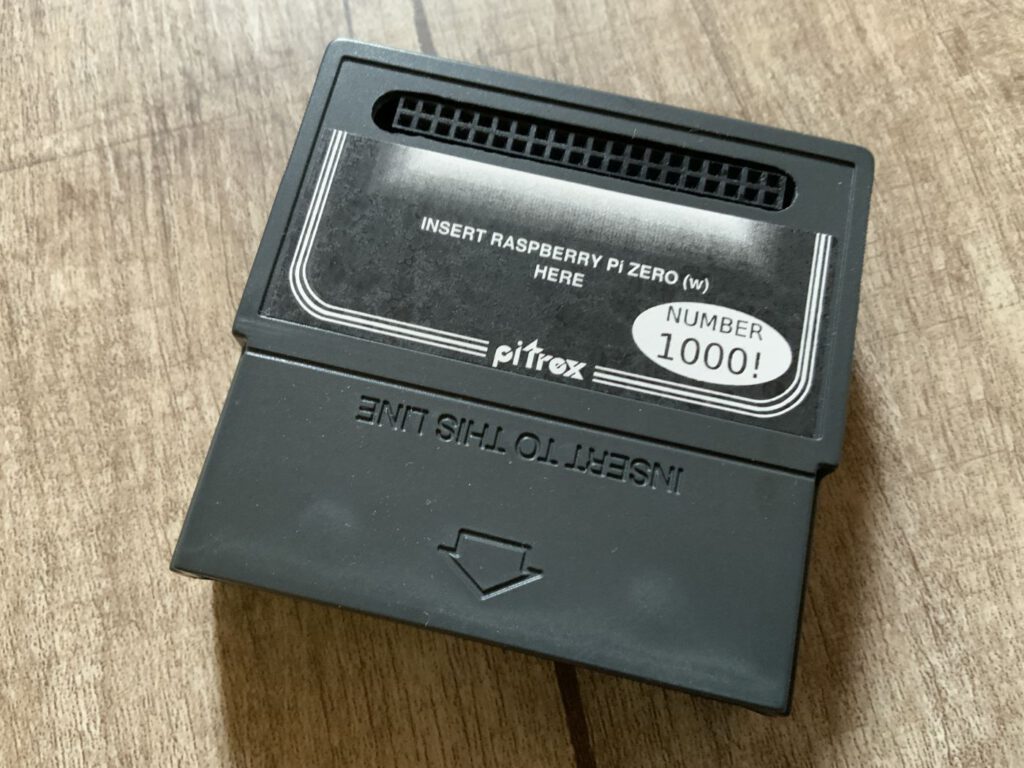 INSERT RASPBERRY Pi ZERO (w)
HERE
NUMBER
1000!
pitrex
INSERT TO THIS LINE